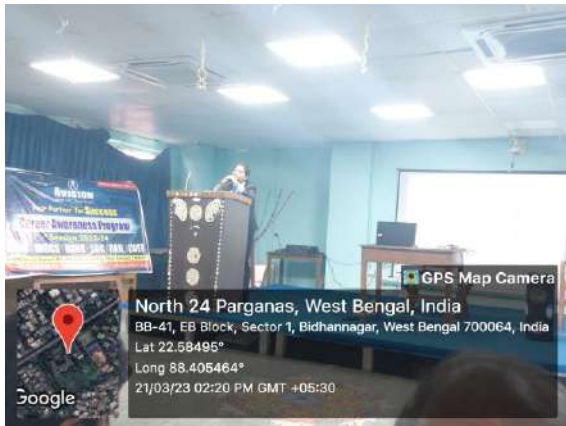 AVISION
Your Partner for SUCCESS
Career Awareness Program
Session 2023-24
GPS Map Camera
North 24 Parganas, West Bengal, India
BB-41, EB Block, Sector 1, Bidhannagar, West Bengal 700064, India
Lat 22.58495°
Long 88.405464°
21/03/23 02:20 PM GMT +05:30
Google